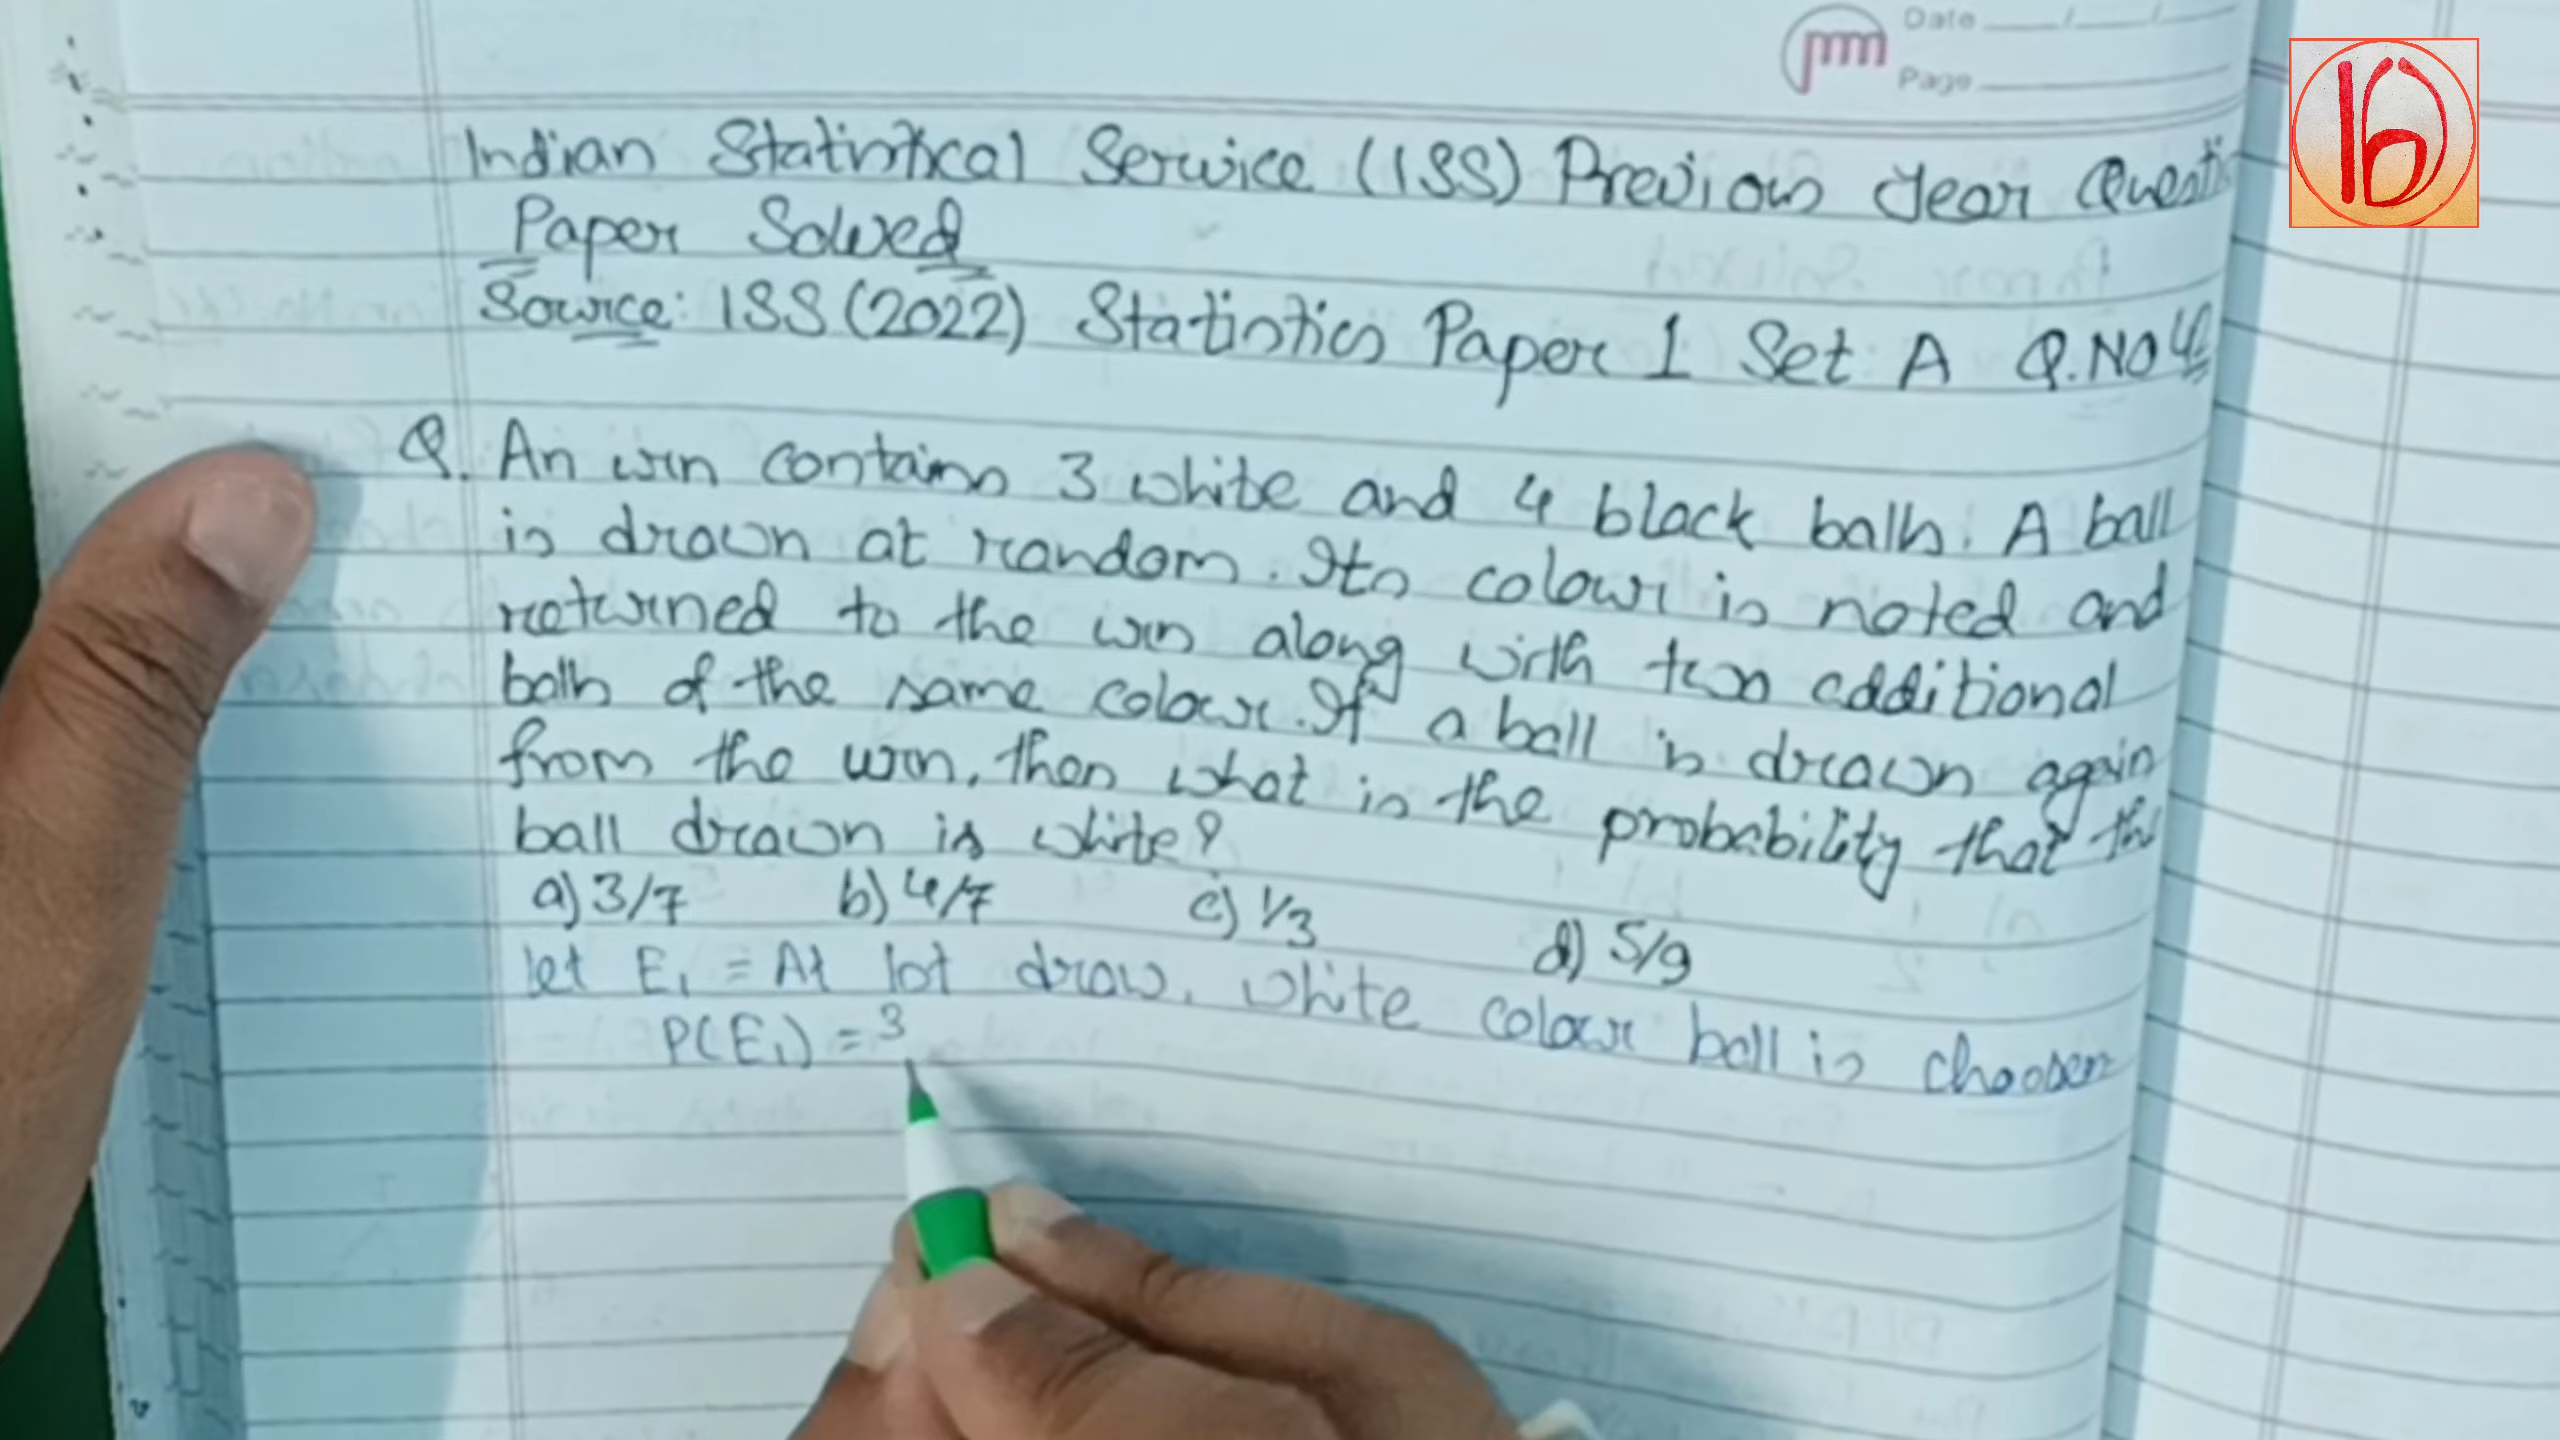 Date / /
Page
Indian Statistical Service (ISS) Previous Year
Paper Solved
Source: ISS (2022) Statistics Paper 1 Set A Q.NO
Q. An urn contains 3 white and 4 black balls. A ball
is drawn at random. Its colour is noted and
returned to the urn along with two additional
balls of the same colour. If a ball is drawn again
from the urn, then what is the probability that the
ball drawn is white?
a) 3/7 b) 4/7 c) 1/3 d) 5/9
let E₁ = At 1st draw, white colour ball is choosen
P(E₁) = 3